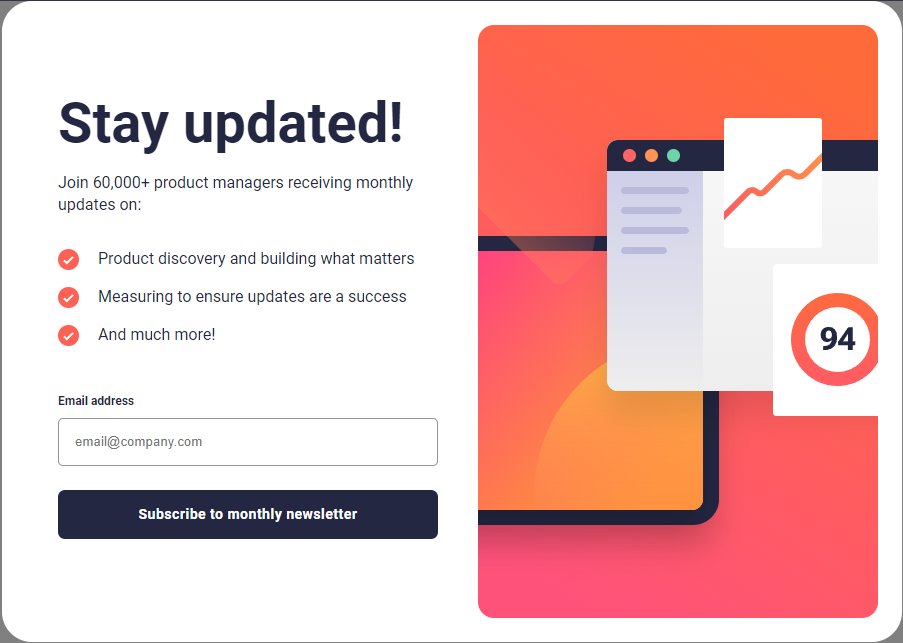 Stay updated!
Join 60,000+ product managers receiving monthly
updates on:
Product discovery and building what matters
Measuring to ensure updates are a success
And much more!
Email address
email@company.com
Subscribe to monthly newsletter
94